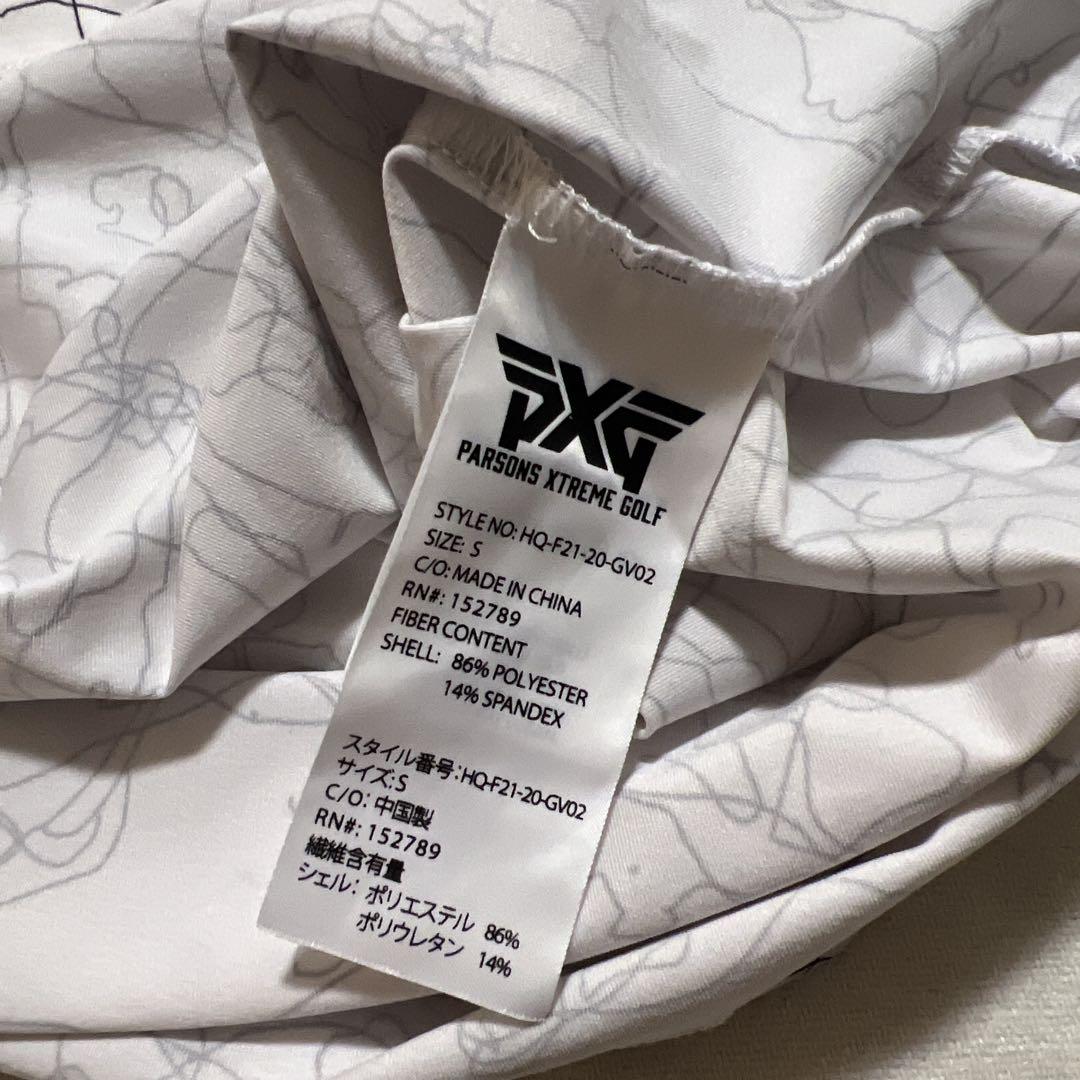 PXG
PARSONS XTREME GOLF
STYLE NO: HQ-F21-20-GV02
SIZE: S
C/O: MADE IN CHINA
RN#: 152789
FIBER CONTENT
SHELL: 86% POLYESTER
14% SPANDEX
スタイル番号: HQ-F21-20-GV02
サイズ: S
C/O: 中国製
RN#: 152789
繊維含有量
シェル: ポリエステル 86%
ポリウレタン 14%